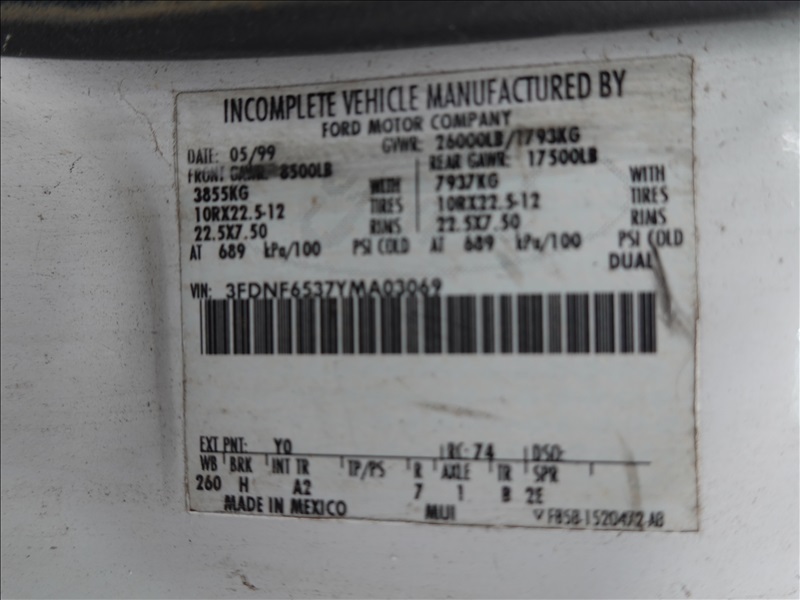 INCOMPLETE VEHICLE MANUFACTURED BY
FORD MOTOR COMPANY
DATE: 05/99 GVWR: 26000LB/1793KG
FRONT GAWR: 8500LB REAR GAWR: 17500LB
3855KG WITH 7937KG WITH
10RX22.5-12 TIRES 10RX22.5-12 TIRES
22.5X7.50 RIMS 22.5X7.50 RIMS
AT 689 kPa/100 PSI COLD AT 689 kPa/100 PSI COLD
DUAL
VIN: 3FDNF6537YMA03069
EXT PNT: YO RC: 74 DSO:
WB BRK INT TR TP/PS R AXLE TR SPR
260 H A2 7 1 B 2E
MADE IN MEXICO MUI F85B-1520472-AB